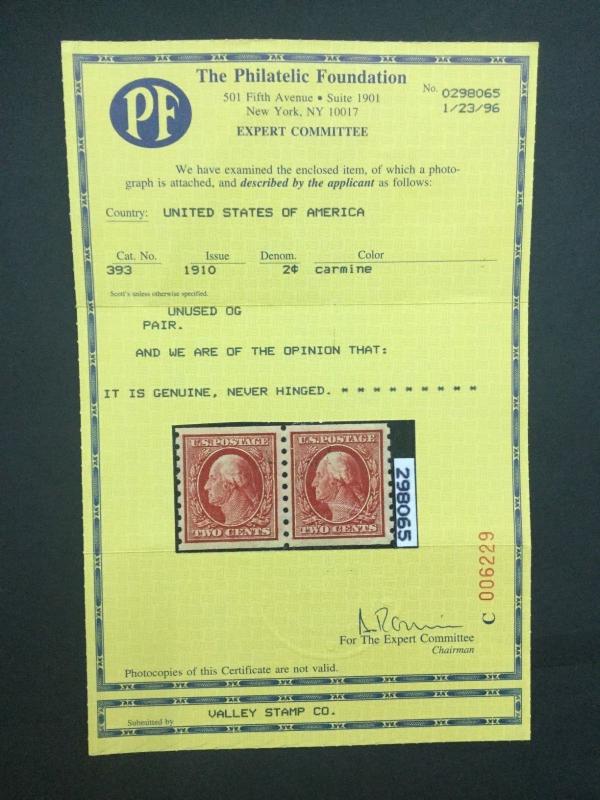 PF
The Philatelic Foundation
501 Fifth Avenue • Suite 1901
New York, NY 10017
EXPERT COMMITTEE
No. 0298065
1/23/96
We have examined the enclosed item, of which a photo-
graph is attached, and described by the applicant as follows:
Country: UNITED STATES OF AMERICA
Cat. No. Issue Denom. Color
393 1910 2¢ carmine
Scott's unless otherwise specified.
UNUSED OG
PAIR.
AND WE ARE OF THE OPINION THAT:
IT IS GENUINE, NEVER HINGED. * * * * * * * * *
U.S. POSTAGE U.S. POSTAGE
TWO CENTS TWO CENTS
298065
C 006229
For The Expert Committee
Chairman
Photocopies of this Certificate are not valid.
Submitted by VALLEY STAMP CO.